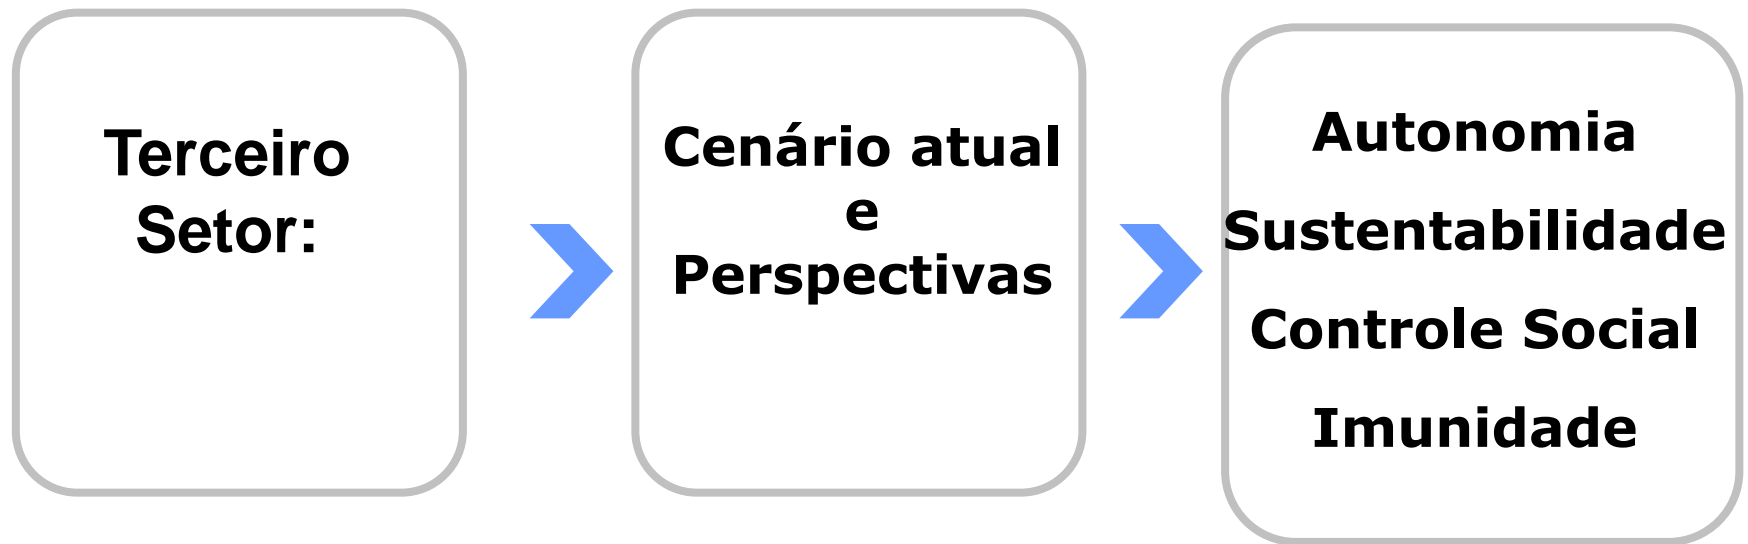 Terceiro
Setor:
Cenário atual
e
Perspectivas
Autonomia
Sustentabilidade
Controle Social
Imunidade